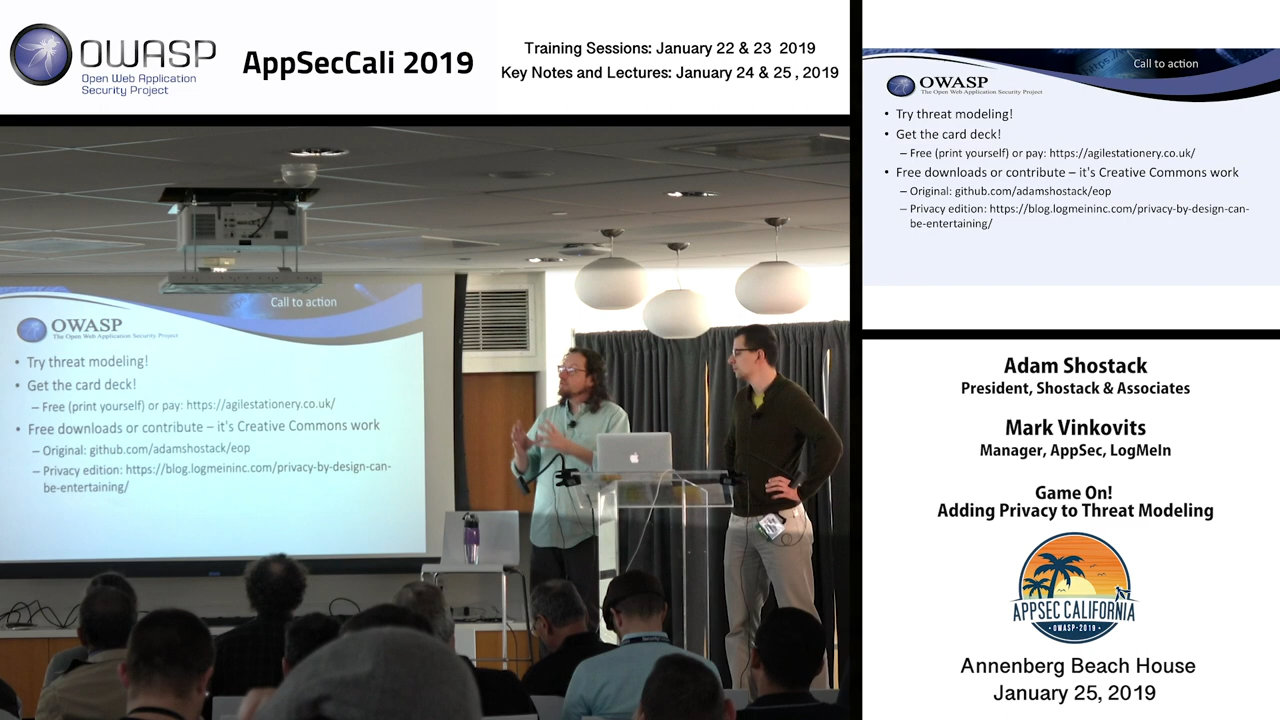 OWASP
Open Web Application
Security Project
AppSecCali 2019
Training Sessions: January 22 & 23 2019
Key Notes and Lectures: January 24 & 25 , 2019
Call to action
OWASP
The Open Web Application Security Project
• Try threat modeling!
• Get the card deck!
– Free (print yourself) or pay: https://agilestationery.co.uk/
• Free downloads or contribute – it's Creative Commons work
– Original: github.com/adamshostack/eop
– Privacy edition: https://blog.logmeininc.com/privacy-by-design-can-
be-entertaining/
Call to action
OWASP
The Open Web Application Security Project
• Try threat modeling!
• Get the card deck!
– Free (print yourself) or pay: https://agilestationery.co.uk/
• Free downloads or contribute – it's Creative Commons work
– Original: github.com/adamshostack/eop
– Privacy edition: https://blog.logmeininc.com/privacy-by-design-can-
be-entertaining/
Adam Shostack
President, Shostack & Associates
Mark Vinkovits
Manager, AppSec, LogMeIn
Game On!
Adding Privacy to Threat Modeling
APPSEC CALIFORNIA
• OWASP-2019 •
Annenberg Beach House
January 25, 2019